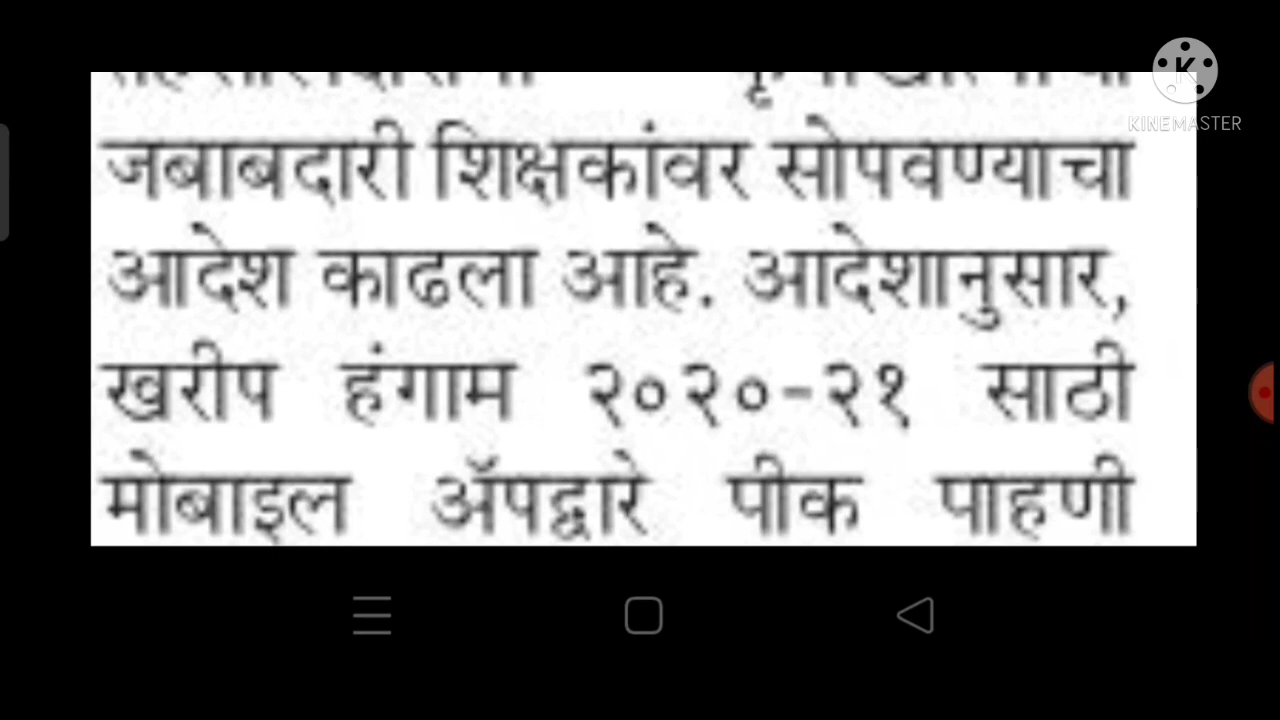 जबाबदारी शिक्षकांवर सोपवण्याचा
आदेश काढला आहे. आदेशानुसार,
खरीप हंगाम २०२०-२१ साठी
मोबाइल ॲपद्वारे पीक पाहणी
KINEMASTER